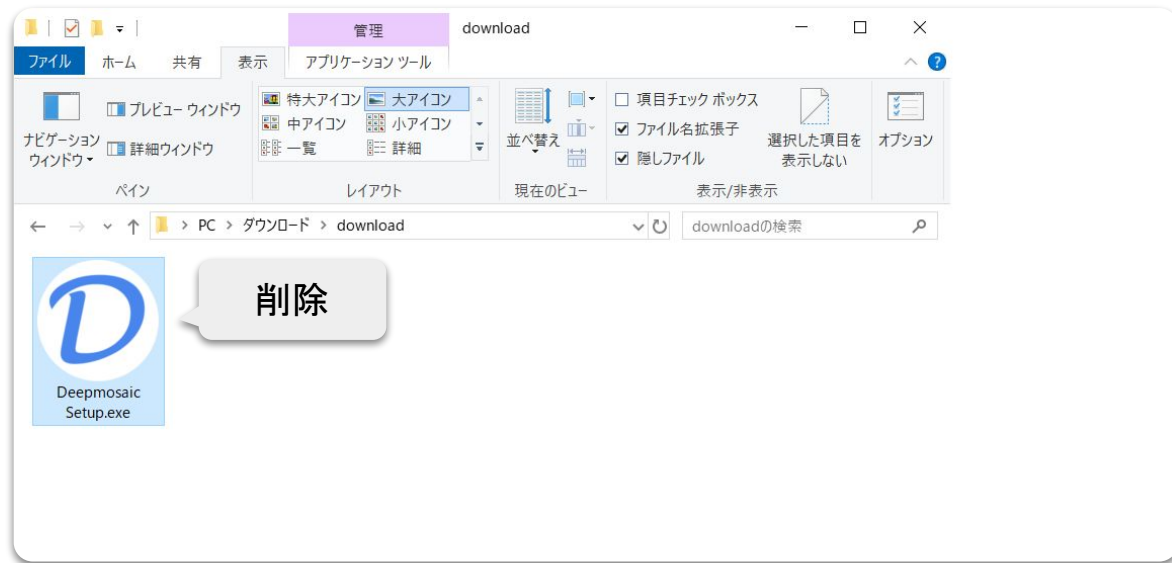 管理 download
ファイル ホーム 共有 表示 アプリケーション ツール
ナビゲーション
ウィンドウ
プレビュー ウィンドウ
詳細ウィンドウ
ペイン
特大アイコン 大アイコン
中アイコン 小アイコン
一覧 詳細
レイアウト
並べ替え
現在のビュー
項目チェック ボックス
ファイル名拡張子
隠しファイル
選択した項目を
表示しない
表示/非表示
オプション
PC > ダウンロード > download
downloadの検索
削除
D
Deepmosaic
Setup.exe